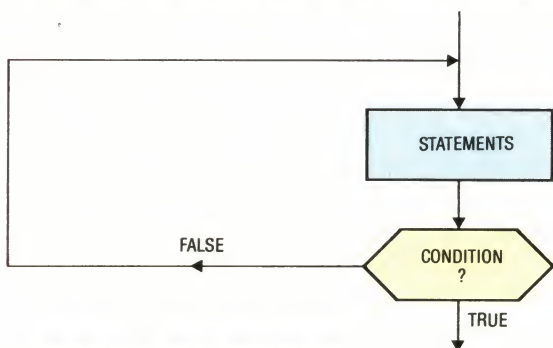 STATEMENTS
FALSE
CONDITION
?
TRUE